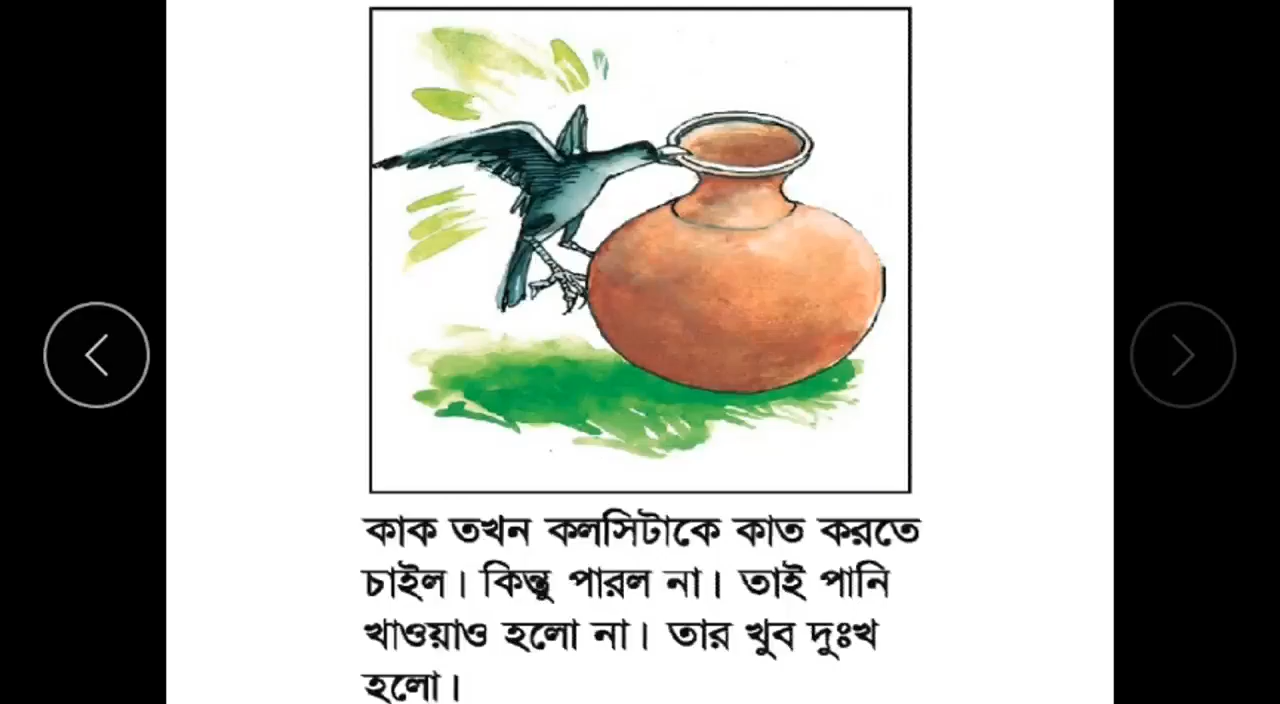 কাক তখন কলসিটাকে কাত করতে
চাইল। কিন্তু পারল না। তাই পানি
খাওয়াও হলো না। তার খুব দুঃখ
হলো।